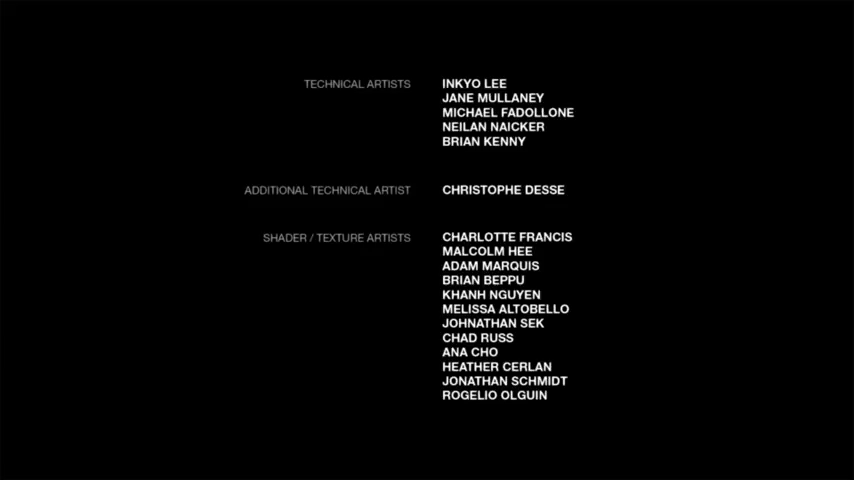 TECHNICAL ARTISTS INKYO LEE
JANE MULLANEY
MICHAEL FADOLLONE
NEILAN NAICKER
BRIAN KENNY
ADDITIONAL TECHNICAL ARTIST CHRISTOPHE DESSE
SHADER / TEXTURE ARTISTS CHARLOTTE FRANCIS
MALCOLM HEE
ADAM MARQUIS
BRIAN BEPPU
KHANH NGUYEN
MELISSA ALTOBELLO
JOHNATHAN SEK
CHAD RUSS
ANA CHO
HEATHER CERLAN
JONATHAN SCHMIDT
ROGELIO OLGUIN